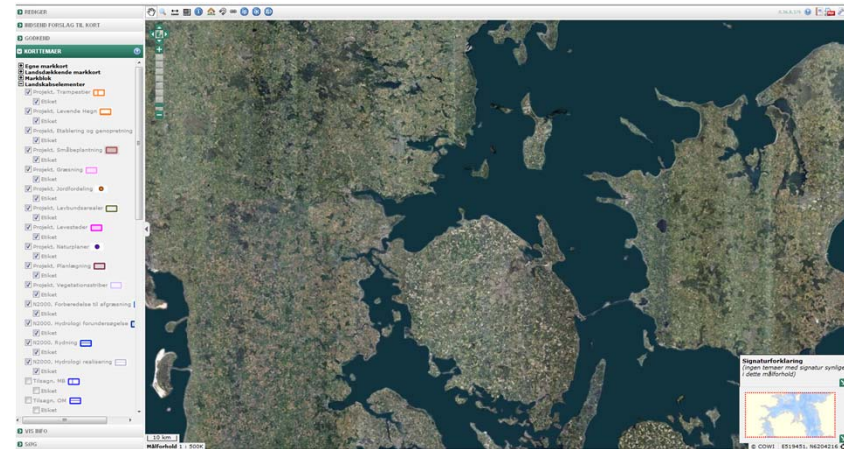 REDIGER
INDSEND FORSLAG TIL KORT
GODKEND
KORTTEMAER
Egne markkort
Landsdækkende markkort
Markblok
Landskabselementer
Projekt. Trampestier
Etiket
Projekt. Levende Hegn
Etiket
Projekt. Etablering og genopretning
Etiket
Projekt. Småbeplantning
Etiket
Projekt. Græsning
Etiket
Projekt. Jordfordeling
Etiket
Projekt. Lavbundsarealer
Etiket
Projekt. Levesteder
Etiket
Projekt. Naturplaner
Etiket
Projekt. Planlægning
Etiket
Projekt. Vegetationsstriber
Etiket
N2000. Forberedelse til afgræsning
Etiket
N2000. Hydrologi forundersøgelse
Etiket
N2000. Rydning
Etiket
N2000. Hydrologi realisering
Etiket
Tilsagn. MB
Etiket
Tilsagn. OM
Etiket
VIS INFO
SØG
10 km
Målforhold 1 : 500K
Signaturforklaring
(ingen temaer med signatur synlige
i dette målforhold)
© COWI